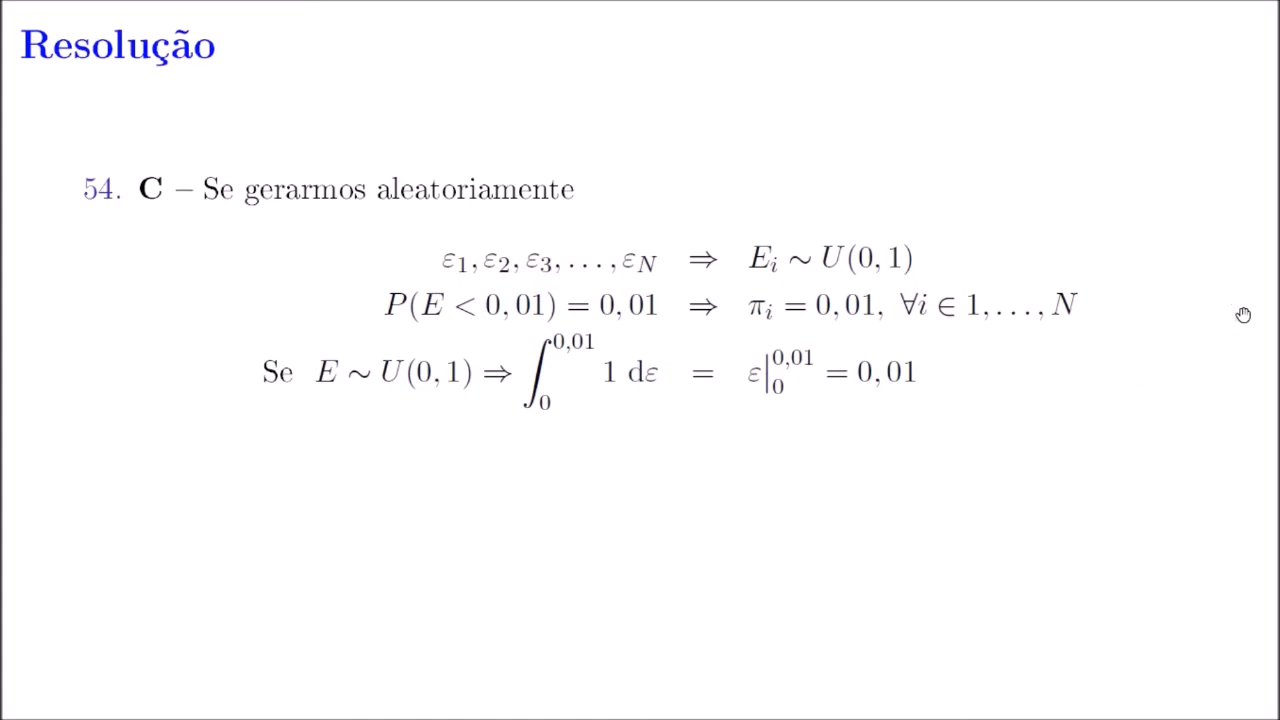 Resolução
54. C – Se gerarmos aleatoriamente
ε₁, ε₂, ε₃, . . . , ε_N ⇒ E_i ∼ U(0, 1)
P(E < 0, 01) = 0, 01 ⇒ π_i = 0, 01, ∀i ∈ 1, . . . , N
Se E ∼ U(0, 1) ⇒ ∫₀^{0,01} 1 dε = ε|₀^{0,01} = 0, 01